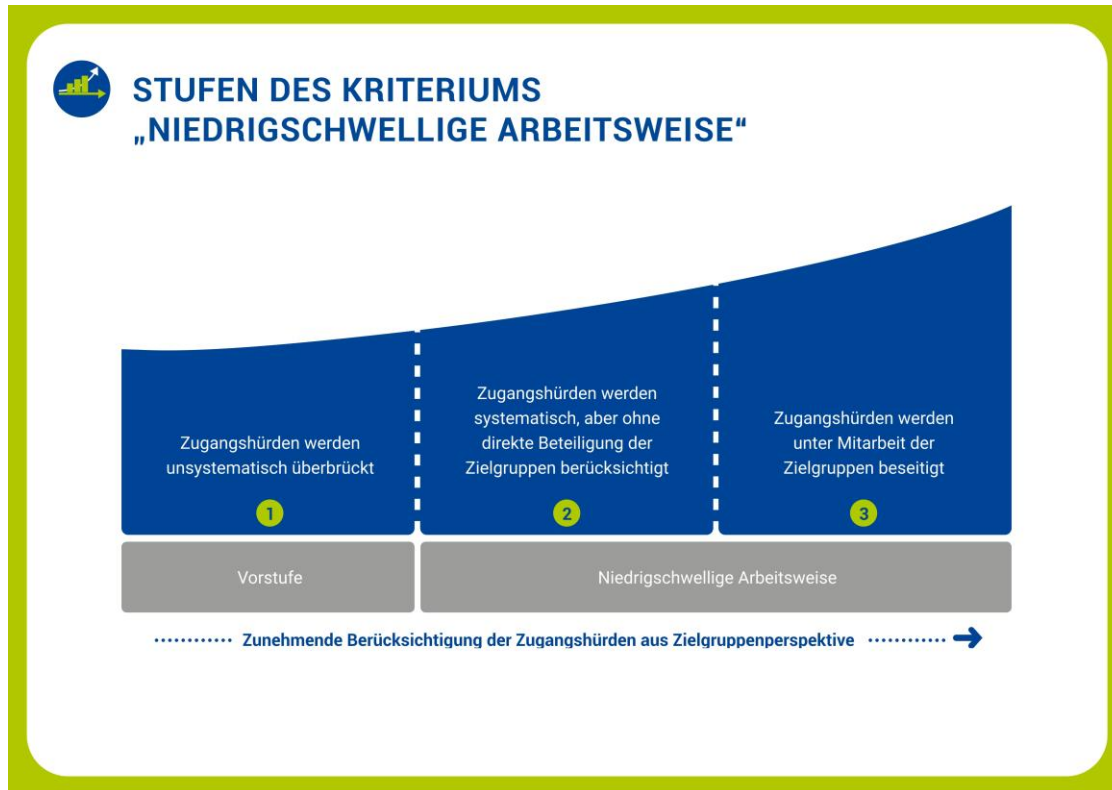 STUFEN DES KRITERIUMS
„NIEDRIGSCHWELLIGE ARBEITSWEISE“
Zugangshürden werden
unsystematisch überbrückt
1
Zugangshürden werden
systematisch, aber ohne
direkte Beteiligung der
Zielgruppen berücksichtigt
2
Zugangshürden werden
unter Mitarbeit der
Zielgruppen beseitigt
3
Vorstufe
Niedrigschwellige Arbeitsweise
Zunehmende Berücksichtigung der Zugangshürden aus Zielgruppenperspektive